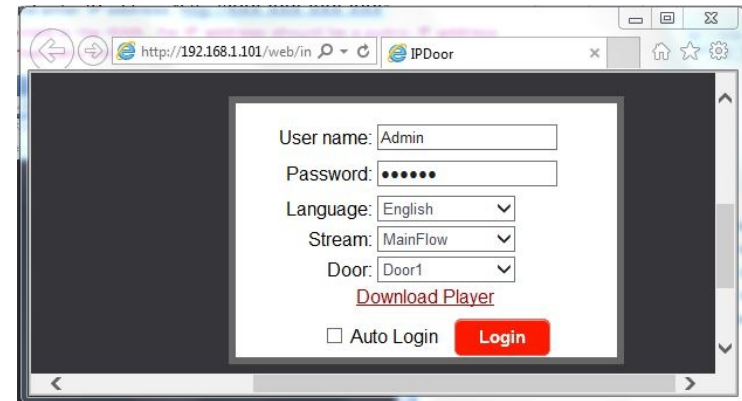 http://192.168.1.101/web/in
IPDoor
User name: Admin
Password: ••••••
Language: English
Stream: MainFlow
Door: Door1
Download Player
Auto Login Login